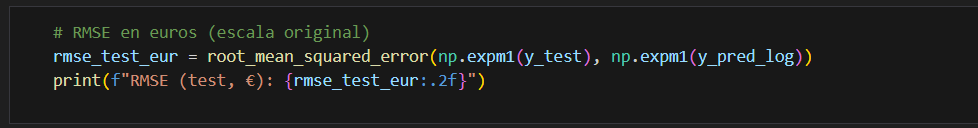 # RMSE en euros (escala original)
rmse_test_eur = root_mean_squared_error(np.expm1(y_test), np.expm1(y_pred_log))
print(f"RMSE (test, €): {rmse_test_eur:.2f}")